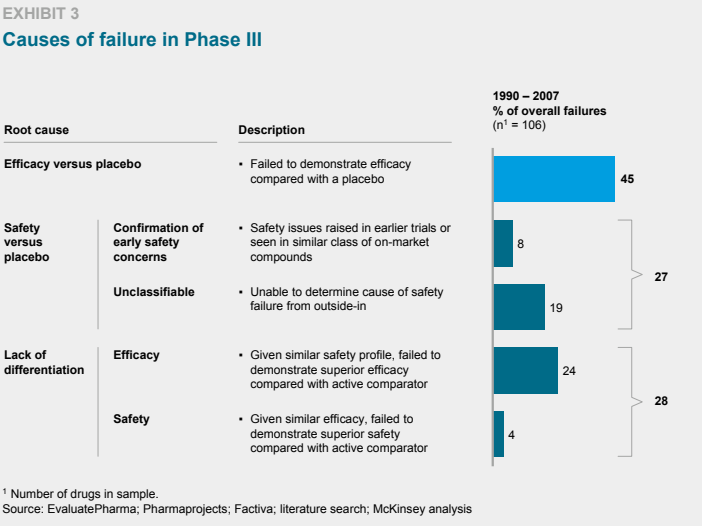 EXHIBIT 3
Causes of failure in Phase III
1990 – 2007
% of overall failures
(n¹ = 106)
Root cause
Description
Efficacy versus placebo
▪ Failed to demonstrate efficacy
compared with a placebo
45
Safety
versus
placebo
Confirmation of
early safety
concerns
▪ Safety issues raised in earlier trials or
seen in similar class of on-market
compounds
8
Unclassifiable
▪ Unable to determine cause of safety
failure from outside-in
19
27
Lack of
differentiation
Efficacy
▪ Given similar safety profile, failed to
demonstrate superior efficacy
compared with active comparator
24
Safety
▪ Given similar efficacy, failed to
demonstrate superior safety
compared with active comparator
4
28
¹ Number of drugs in sample.
Source: EvaluatePharma; Pharmaprojects; Factiva; literature search; McKinsey analysis